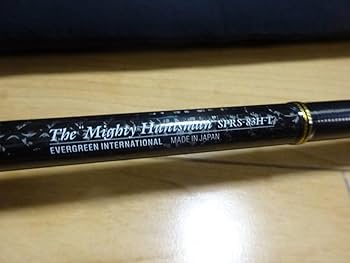 The Mighty Huntsman SPRS-83H-T
EVERGREEN INTERNATIONAL MADE IN JAPAN